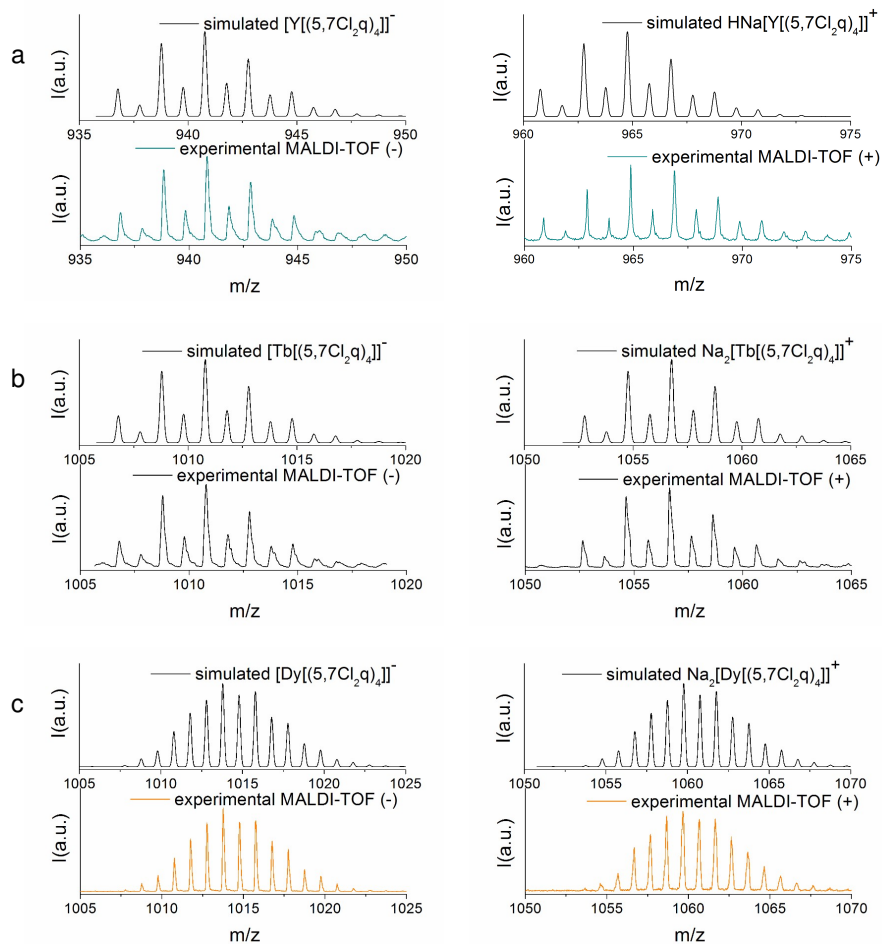 a
simulated [Y[(5,7Cl₂q)₄]]⁻
I(a.u.)
935 940 945 950
experimental MALDI-TOF (-)
I(a.u.)
935 940 945 950
m/z
simulated HNa[Y[(5,7Cl₂q)₄]]⁺
I(a.u.)
960 965 970 975
experimental MALDI-TOF (+)
I(a.u.)
960 965 970 975
m/z
b
simulated [Tb[(5,7Cl₂q)₄]]⁻
I(a.u.)
1005 1010 1015 1020
experimental MALDI-TOF (-)
I(a.u.)
1005 1010 1015 1020
m/z
simulated Na₂[Tb[(5,7Cl₂q)₄]]⁺
I(a.u.)
1050 1055 1060 1065
experimental MALDI-TOF (+)
I(a.u.)
1050 1055 1060 1065
m/z
c
simulated [Dy[(5,7Cl₂q)₄]]⁻
I(a.u.)
1005 1010 1015 1020 1025
experimental MALDI-TOF (-)
I(a.u.)
1005 1010 1015 1020 1025
m/z
simulated Na₂[Dy[(5,7Cl₂q)₄]]⁺
I(a.u.)
1050 1055 1060 1065 1070
experimental MALDI-TOF (+)
I(a.u.)
1050 1055 1060 1065 1070
m/z